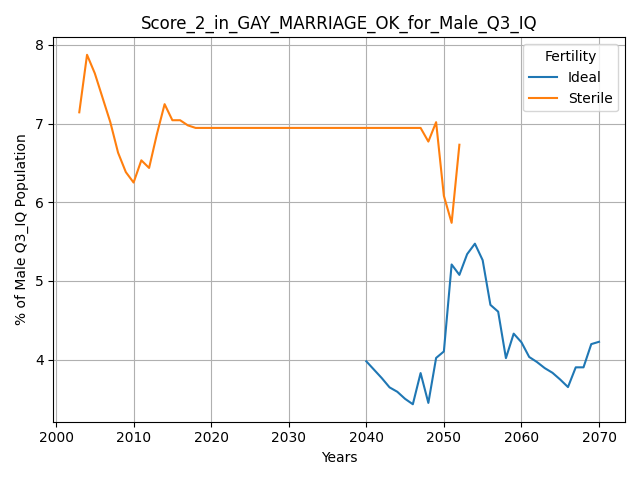 Score_2_in_GAY_MARRIAGE_OK_for_Male_Q3_IQ
% of Male Q3_IQ Population
8
7
6
5
4
Fertility
Ideal
Sterile
2000 2010 2020 2030 2040 2050 2060 2070
Years